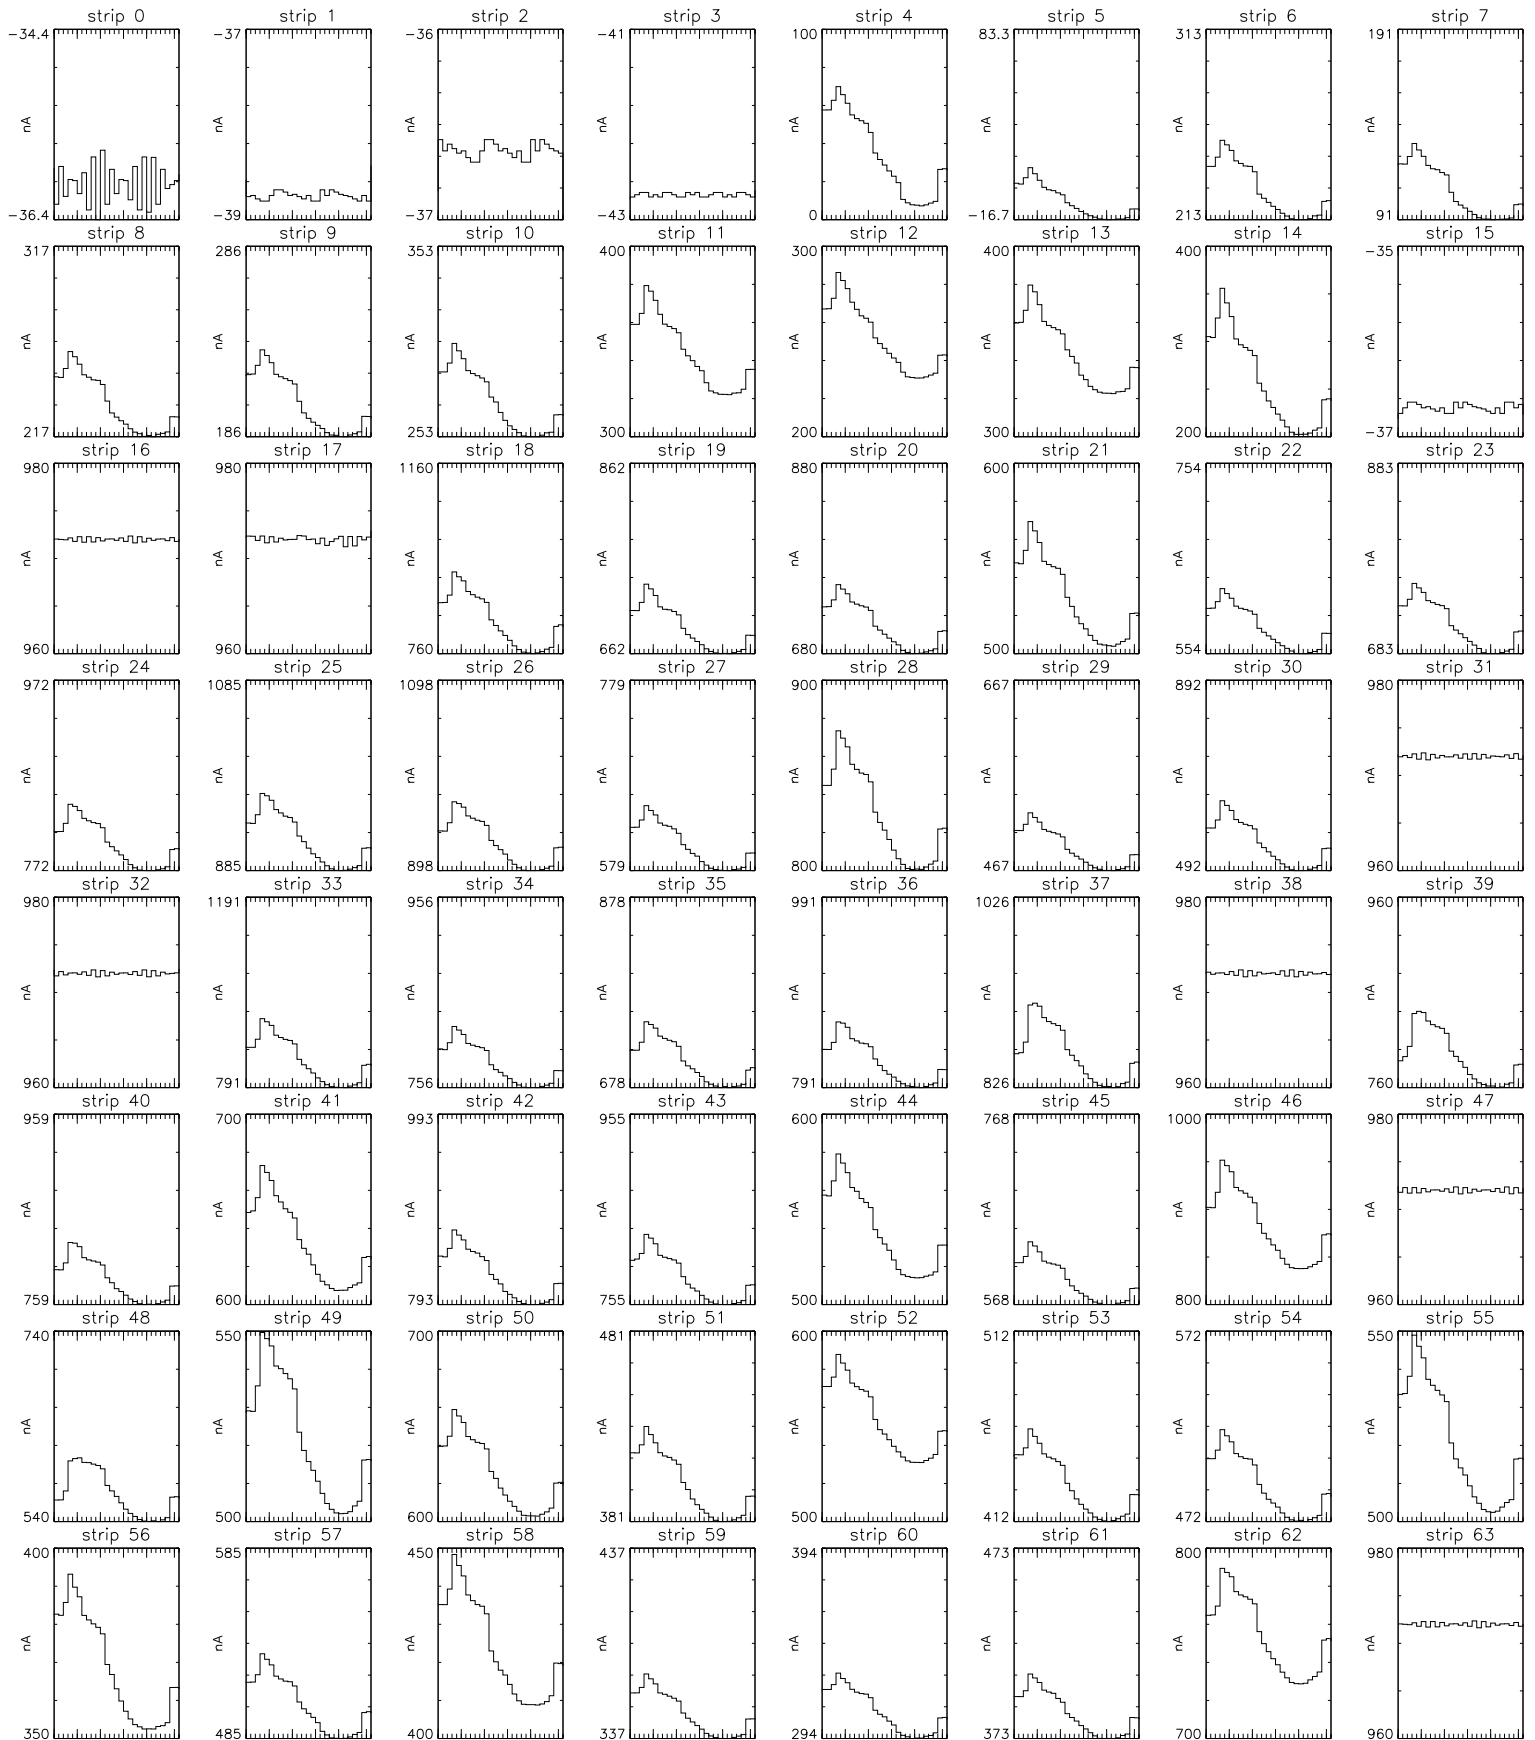 strip 0 strip 1 strip 2 strip 3 strip 4 strip 5 strip 6 strip 7
−34.4 −37 −36 −41 100 83.3 313 191
nA nA nA nA nA nA nA nA
−36.4 −39 −37 −43 0 −16.7 213 91
strip 8 strip 9 strip 10 strip 11 strip 12 strip 13 strip 14 strip 15
317 286 353 400 300 400 400 −35
nA nA nA nA nA nA nA nA
217 186 253 300 200 300 200 −37
strip 16 strip 17 strip 18 strip 19 strip 20 strip 21 strip 22 strip 23
980 980 1160 862 880 600 754 883
nA nA nA nA nA nA nA nA
960 960 760 662 680 500 554 683
strip 24 strip 25 strip 26 strip 27 strip 28 strip 29 strip 30 strip 31
972 1085 1098 779 900 667 892 980
nA nA nA nA nA nA nA nA
772 885 898 579 800 467 492 960
strip 32 strip 33 strip 34 strip 35 strip 36 strip 37 strip 38 strip 39
980 1191 956 878 991 1026 980 960
nA nA nA nA nA nA nA nA
960 791 756 678 791 826 960 760
strip 40 strip 41 strip 42 strip 43 strip 44 strip 45 strip 46 strip 47
959 700 993 955 600 768 1000 980
nA nA nA nA nA nA nA nA
759 600 793 755 500 568 800 960
strip 48 strip 49 strip 50 strip 51 strip 52 strip 53 strip 54 strip 55
740 550 700 481 600 512 572 550
nA nA nA nA nA nA nA nA
540 500 600 381 500 412 472 500
strip 56 strip 57 strip 58 strip 59 strip 60 strip 61 strip 62 strip 63
400 585 450 437 394 473 800 980
nA nA nA nA nA nA nA nA
350 485 400 337 294 373 700 960